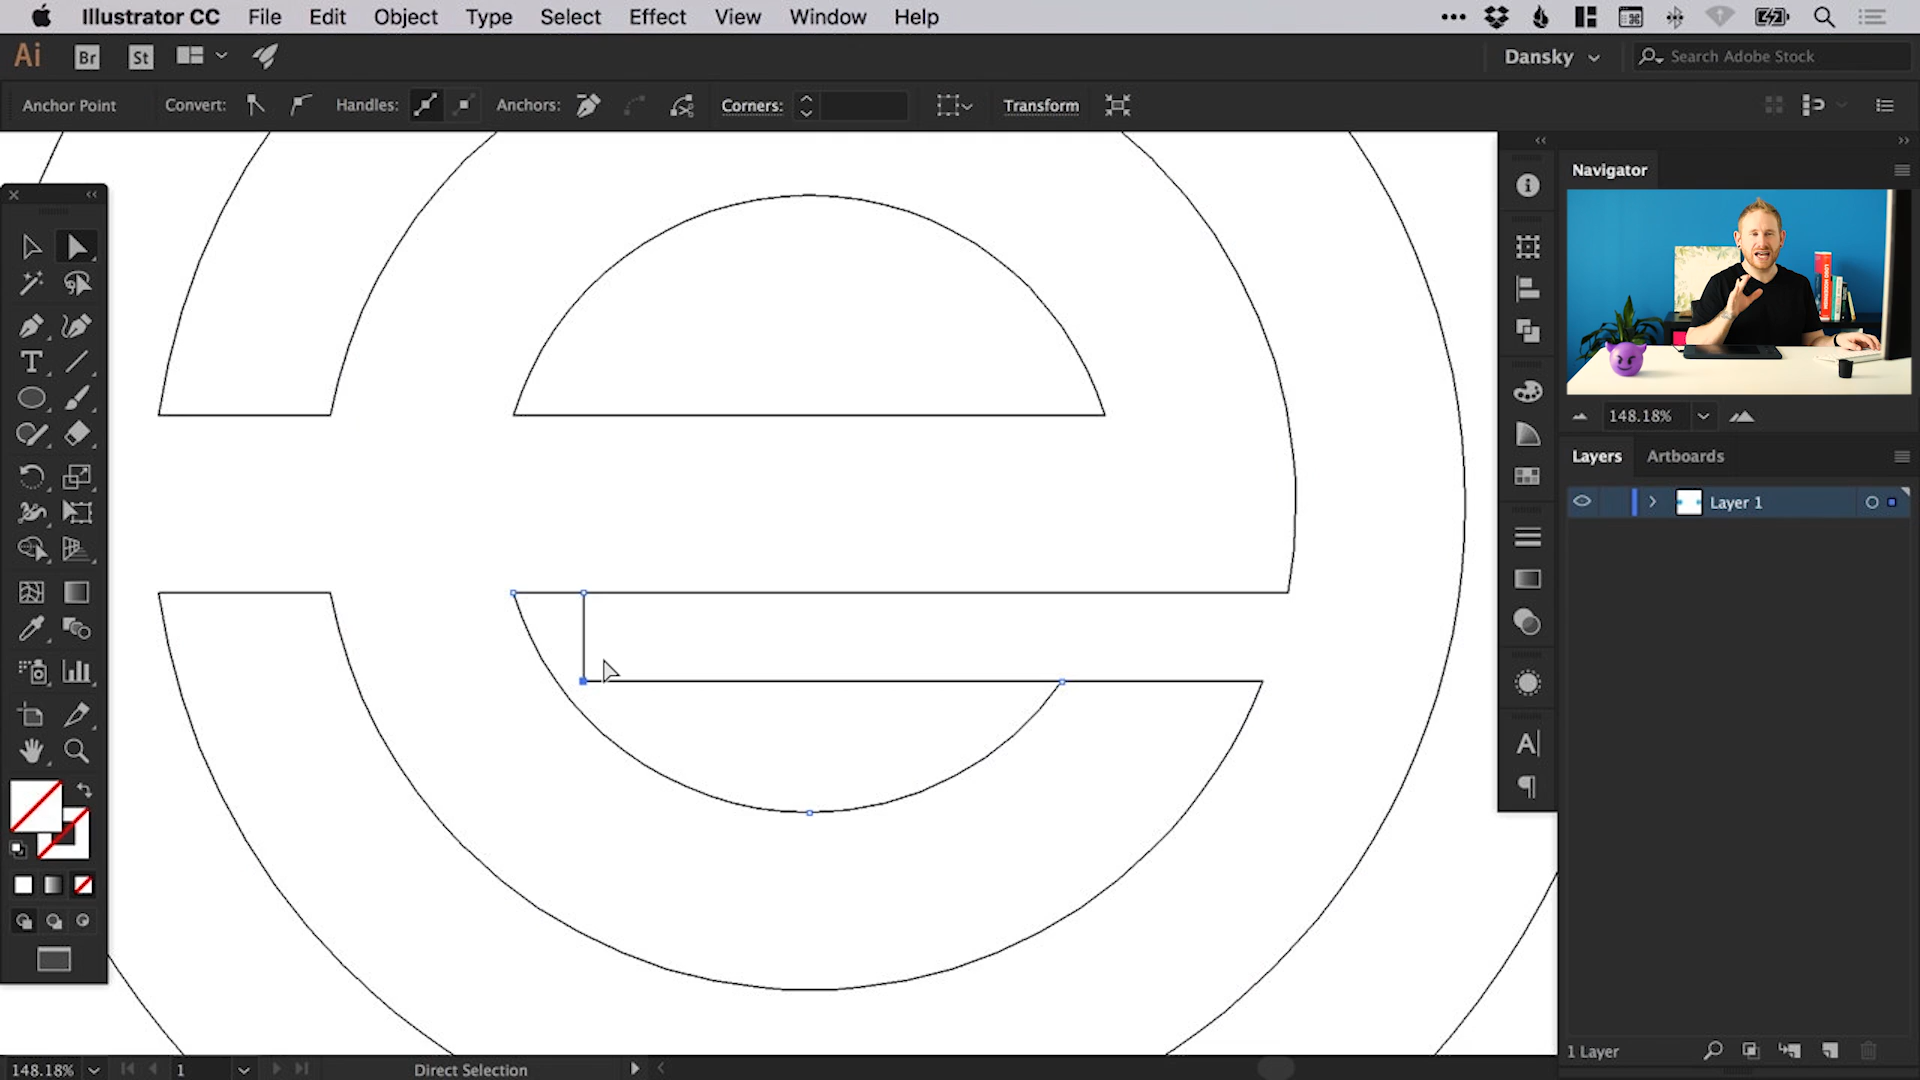 Illustrator CC File Edit Object Type Select Effect View Window Help
Ai Br St Dansky Search Adobe Stock
Anchor Point Convert: Handles: Anchors: Corners: Transform
Navigator
148.18%
Layers Artboards
Layer 1
1 Layer
148.18% 1 Direct Selection